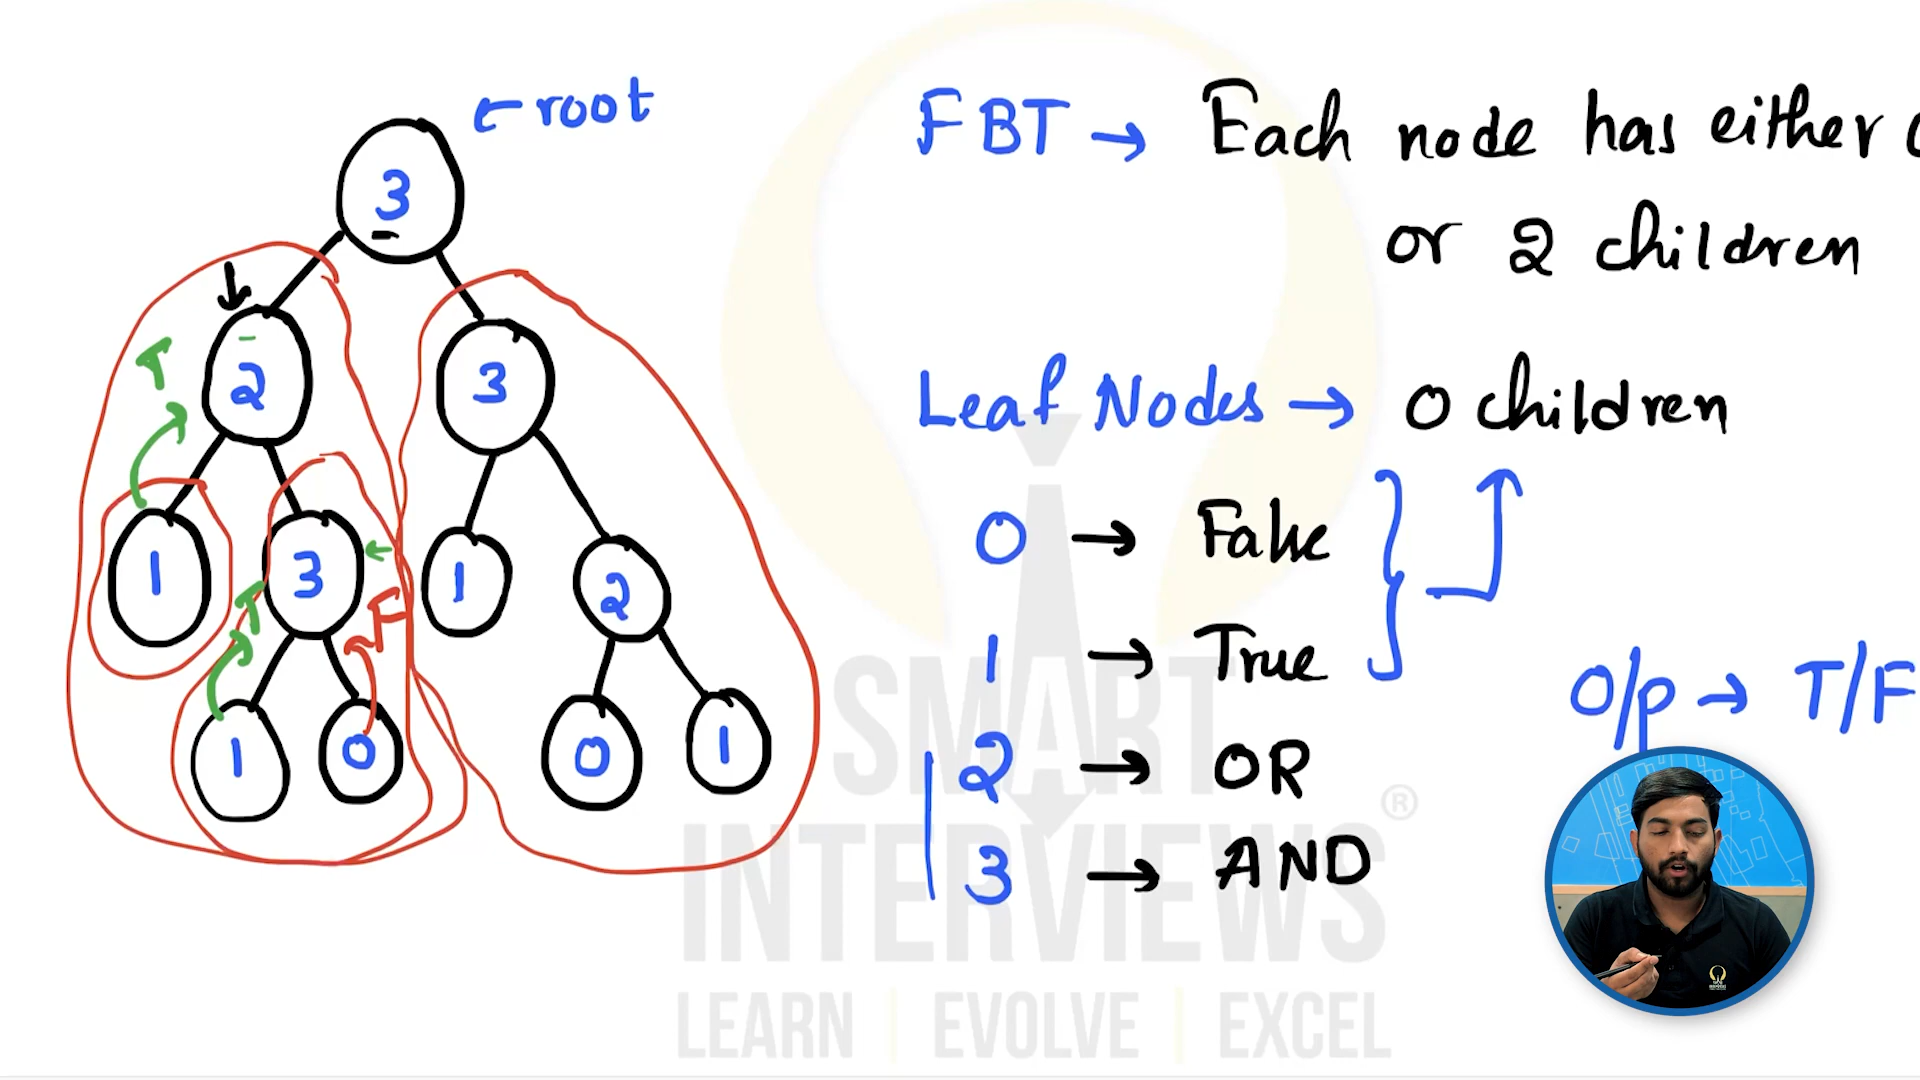 ← root
3
2
3
1
3
1
2
1
0
0
1
T
T
F
FBT → Each node has either
or 2 children
Leaf Nodes → 0 children
0 → False
1 → True
2 → OR
3 → AND
O/p → T/F
SMART
INTERVIEWS®
LEARN | EVOLVE | EXCEL